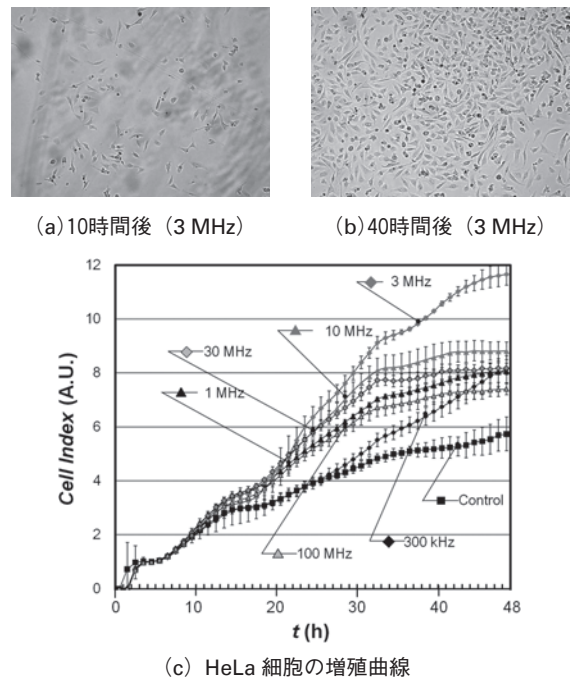 (a)10時間後（3 MHz）
(b)40時間後（3 MHz）
12
10
8
6
4
2
0
Cell Index (A.U.)
3 MHz
10 MHz
30 MHz
1 MHz
Control
300 kHz
100 MHz
0 10 20 30 40 48
t (h)
(c) HeLa 細胞の増殖曲線